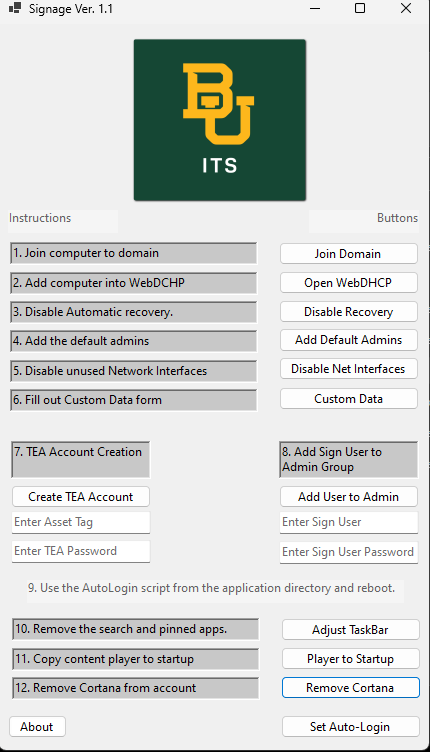 Signage Ver. 1.1
BU
ITS
Instructions
Buttons
1. Join computer to domain
Join Domain
2. Add computer into WebDCHP
Open WebDHCP
3. Disable Automatic recovery.
Disable Recovery
4. Add the default admins
Add Default Admins
5. Disable unused Network Interfaces
Disable Net Interfaces
6. Fill out Custom Data form
Custom Data
7. TEA Account Creation
8. Add Sign User to
Admin Group
Create TEA Account
Add User to Admin
Enter Asset Tag
Enter Sign User
Enter TEA Password
Enter Sign User Password
9. Use the AutoLogin script from the application directory and reboot.
10. Remove the search and pinned apps.
Adjust TaskBar
11. Copy content player to startup
Player to Startup
12. Remove Cortana from account
Remove Cortana
About
Set Auto-Login